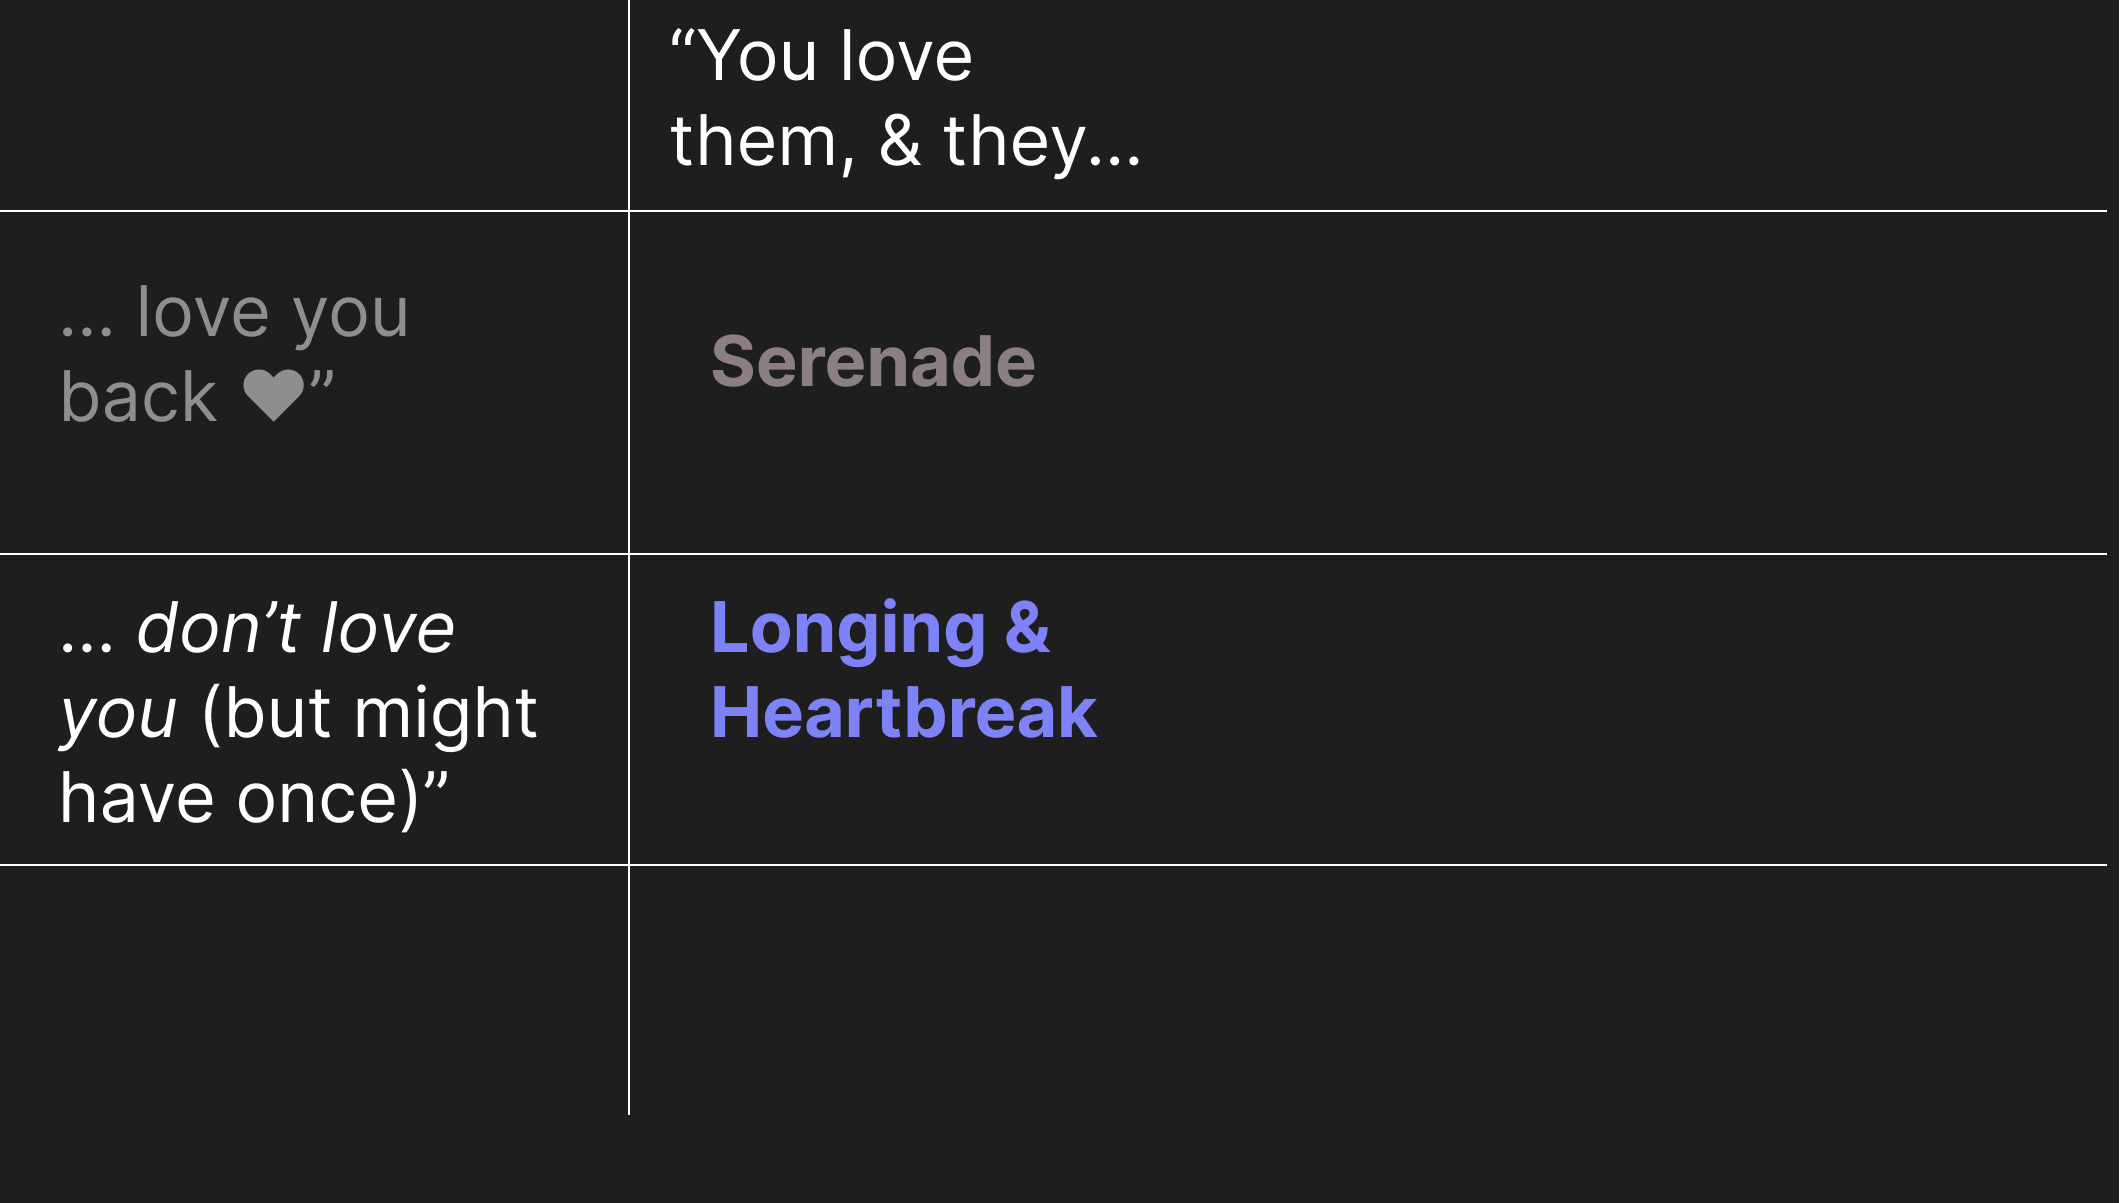 “You love
them, & they…
… love you
back ♥”
Serenade
… don’t love
you (but might
have once)”
Longing &
Heartbreak